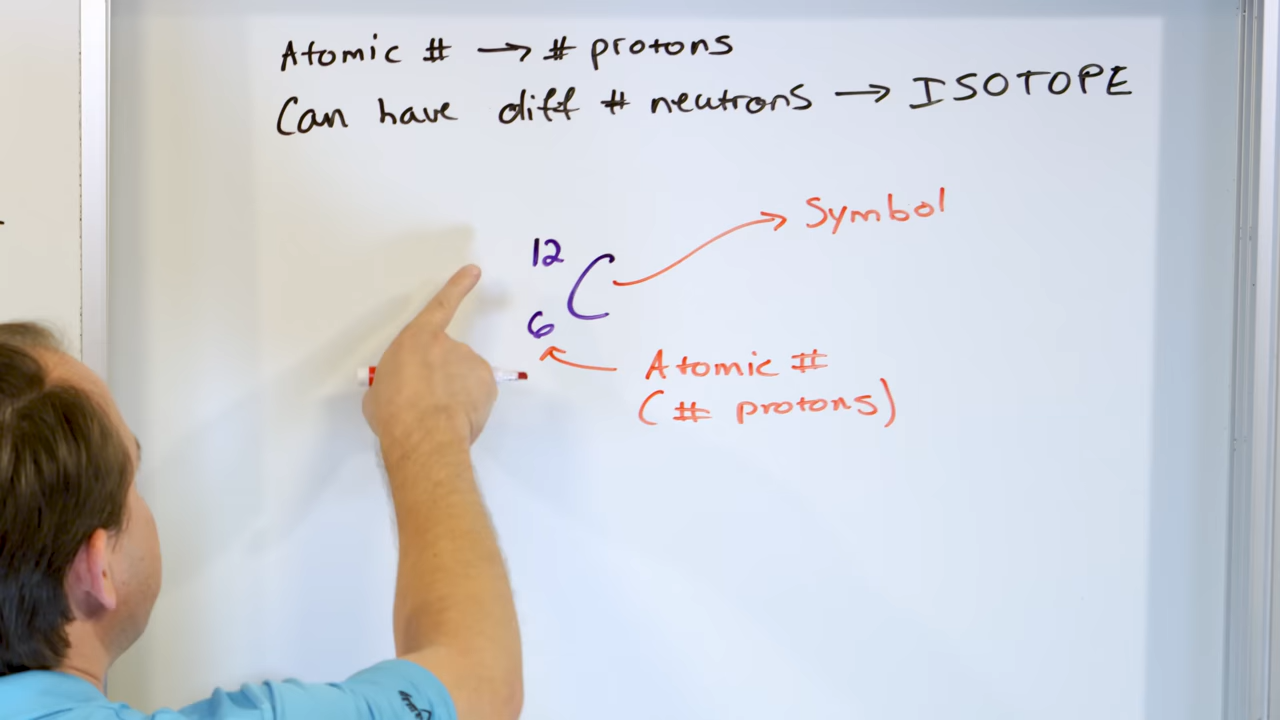 Atomic # → # protons
Can have diff # neutrons → ISOTOPE
Symbol
12
C
6
Atomic #
(# protons)